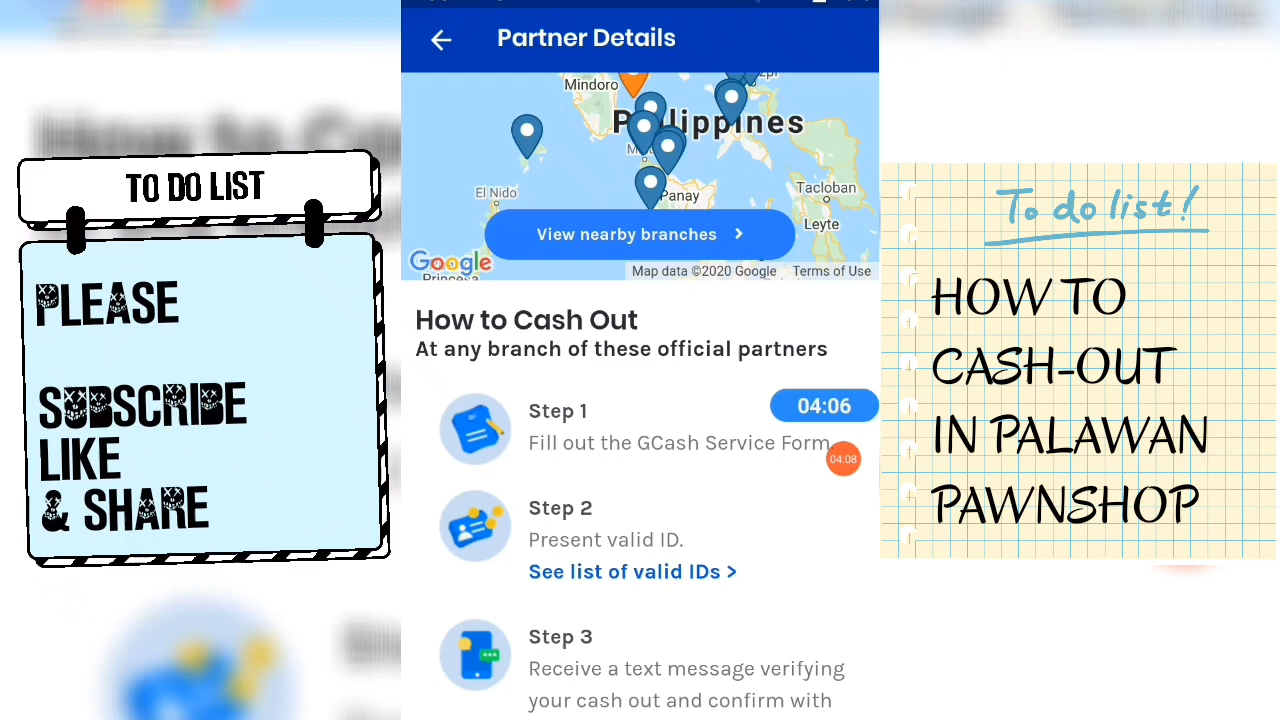 TO DO LIST
PLEASE
SUBSCRIBE
LIKE
& SHARE
Partner Details
Mindoro
Philippines
El Nido
Panay
Tacloban
Leyte
View nearby branches
Google
Map data ©2020 Google
Terms of Use
How to Cash Out
At any branch of these official partners
Step 1
04:06
Fill out the GCash Service Form.
04:08
Step 2
Present valid ID.
See list of valid IDs >
Step 3
Receive a text message verifying
your cash out and confirm with
To do list!
HOW TO
CASH-OUT
IN PALAWAN
PAWNSHOP